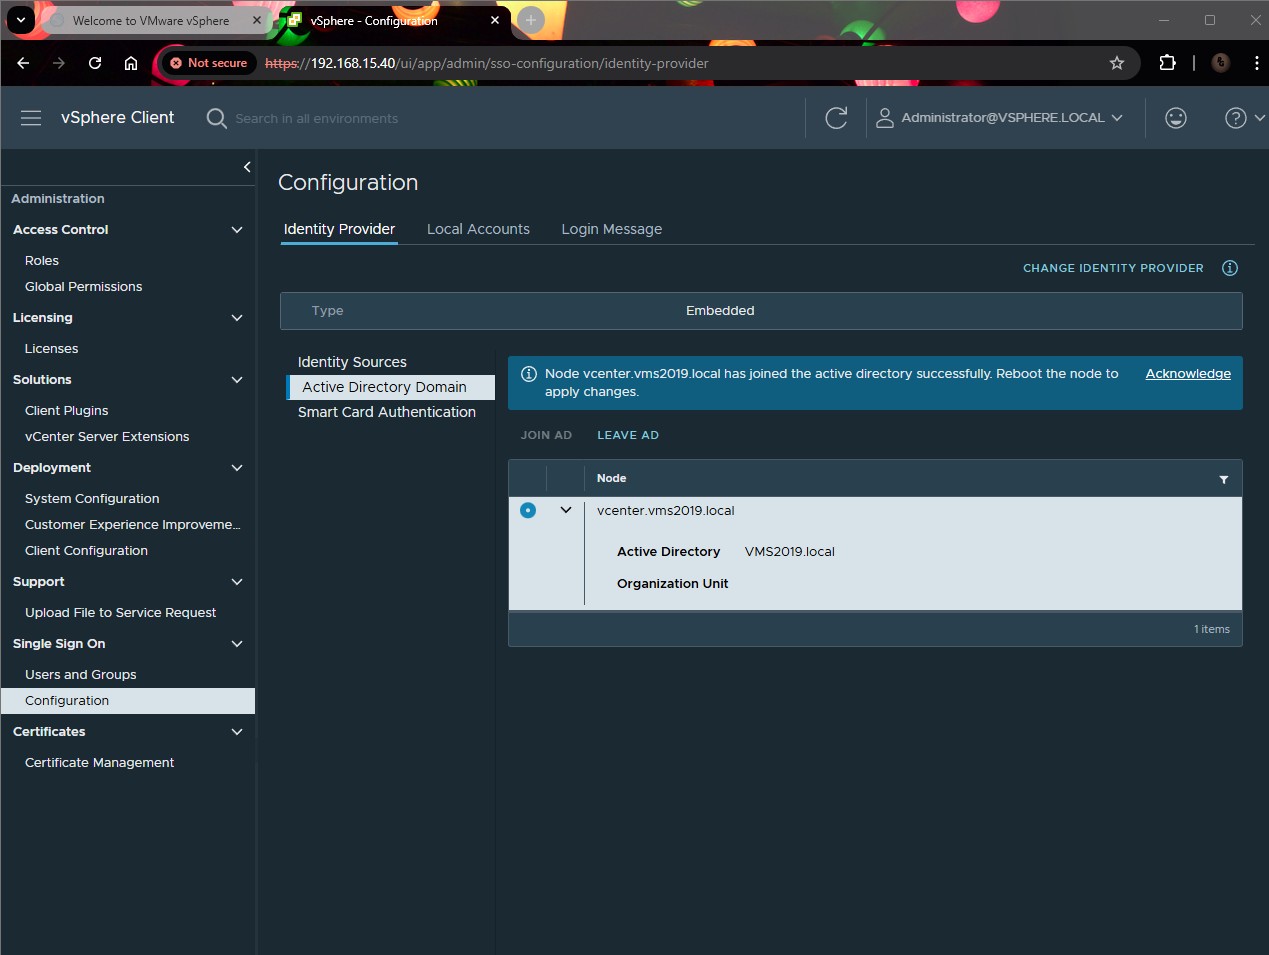 Welcome to VMware vSphere
vSphere - Configuration
Not secure
https://192.168.15.40/ui/app/admin/sso-configuration/identity-provider
vSphere Client
Search in all environments
Administrator@VSPHERE.LOCAL
Administration
Access Control
Roles
Global Permissions
Licensing
Licenses
Solutions
Client Plugins
vCenter Server Extensions
Deployment
System Configuration
Customer Experience Improveme...
Client Configuration
Support
Upload File to Service Request
Single Sign On
Users and Groups
Configuration
Certificates
Certificate Management
Configuration
Identity Provider
Local Accounts
Login Message
CHANGE IDENTITY PROVIDER
Type
Embedded
Identity Sources
Active Directory Domain
Smart Card Authentication
Node vcenter.vms2019.local has joined the active directory successfully. Reboot the node to
apply changes.
Acknowledge
JOIN AD
LEAVE AD
Node
vcenter.vms2019.local
Active Directory
VMS2019.local
Organization Unit
1 items